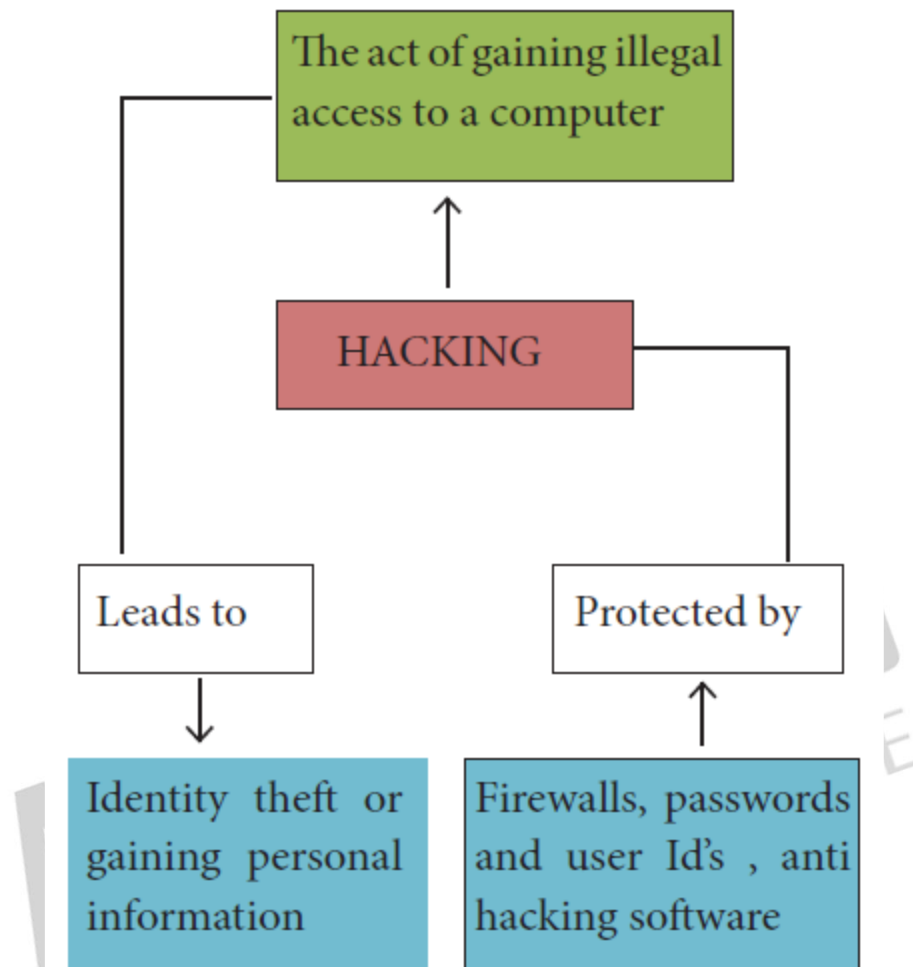 The act of gaining illegal
access to a computer
HACKING
Leads to
Protected by
Identity theft or
gaining personal
information
Firewalls, passwords
and user Id's , anti
hacking software